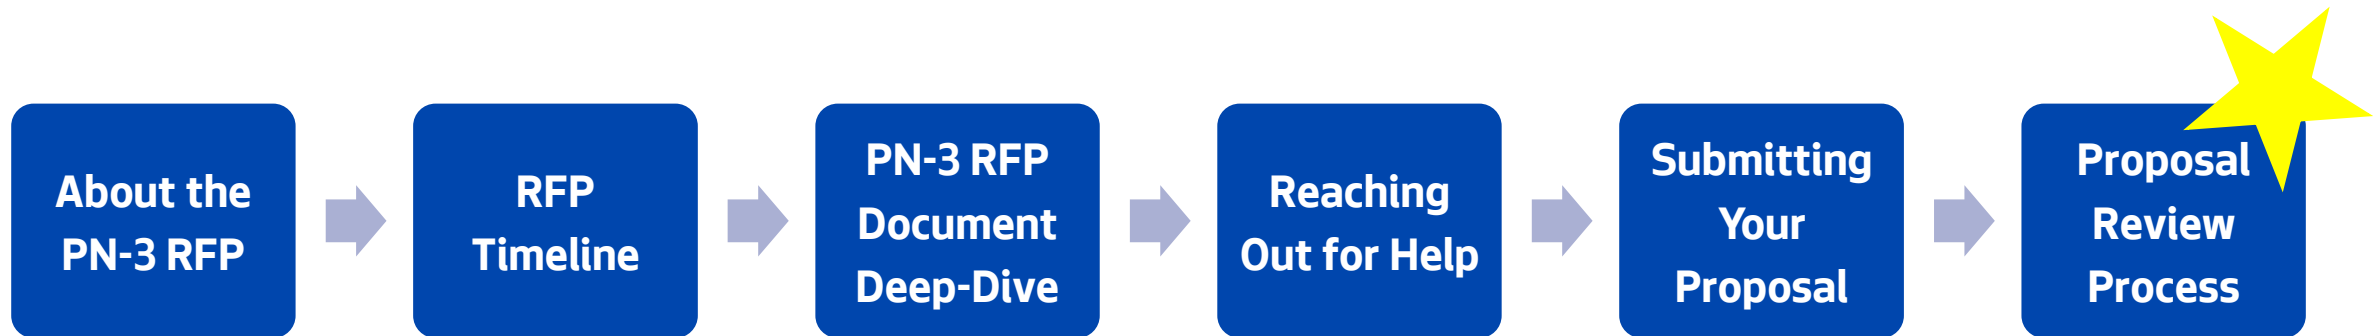 About the
PN-3 RFP
RFP
Timeline
PN-3 RFP
Document
Deep-Dive
Reaching
Out for Help
Submitting
Your
Proposal
Proposal
Review
Process